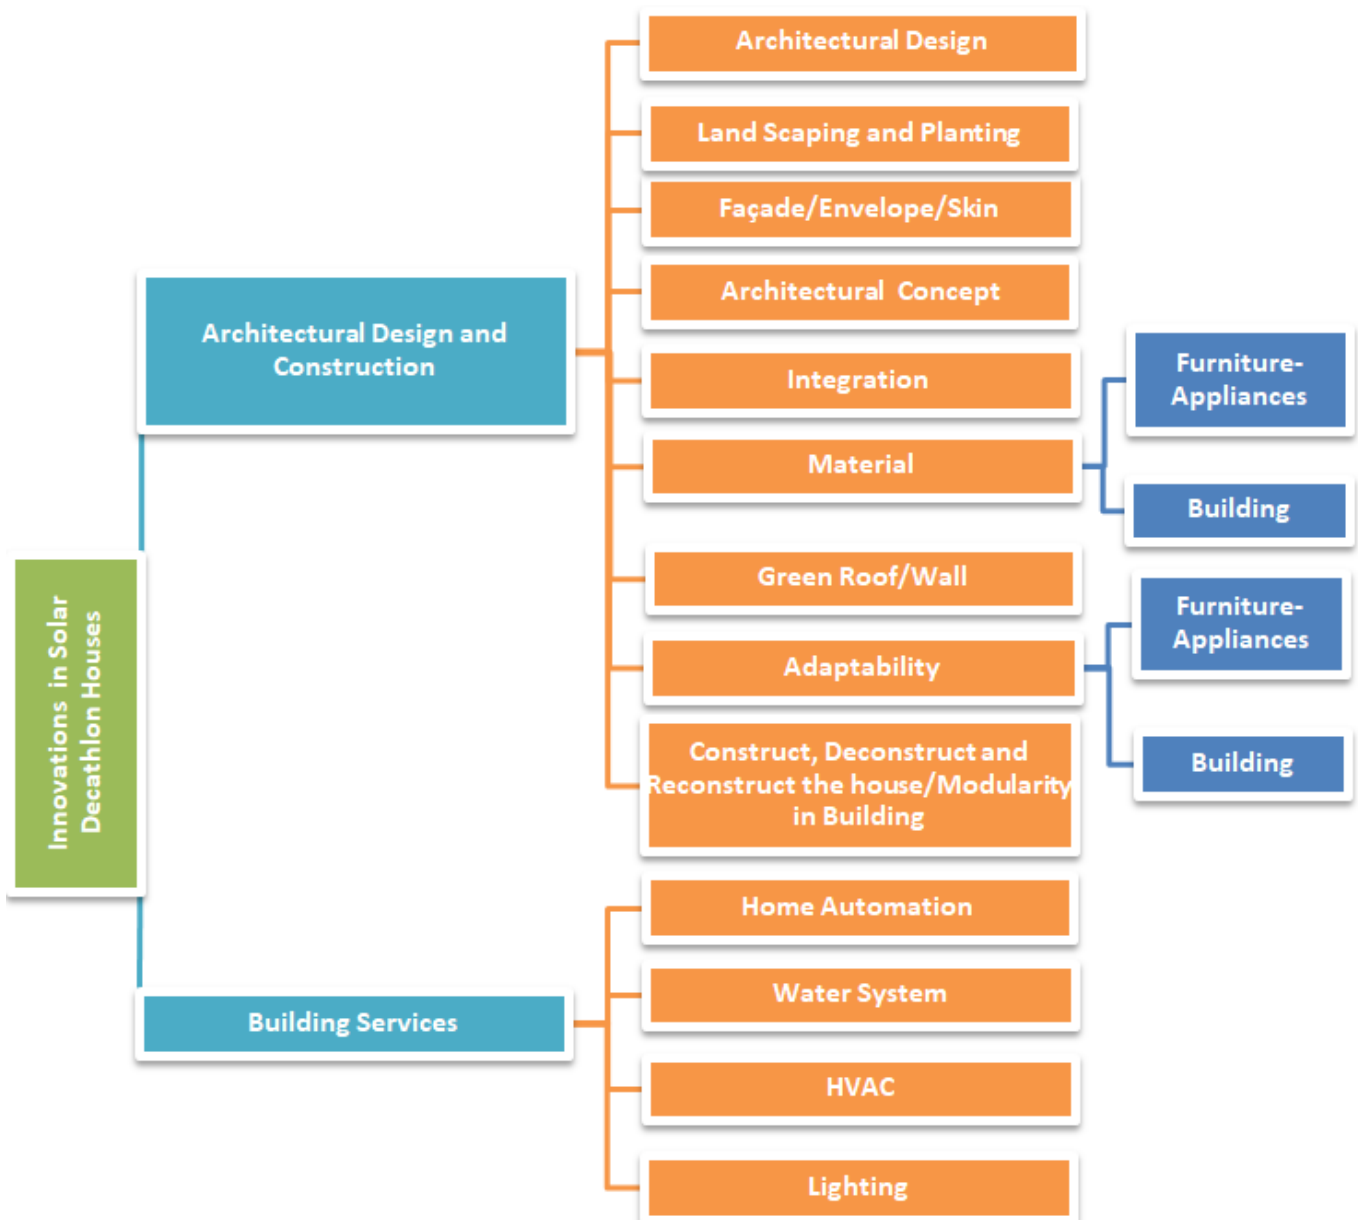 Innovations in Solar
Decathlon Houses
Architectural Design and
Construction
Architectural Design
Land Scaping and Planting
Façade/Envelope/Skin
Architectural Concept
Integration
Material
Furniture-
Appliances
Building
Green Roof/Wall
Adaptability
Furniture-
Appliances
Building
Construct, Deconstruct and
Reconstruct the house/Modularity
in Building
Building Services
Home Automation
Water System
HVAC
Lighting